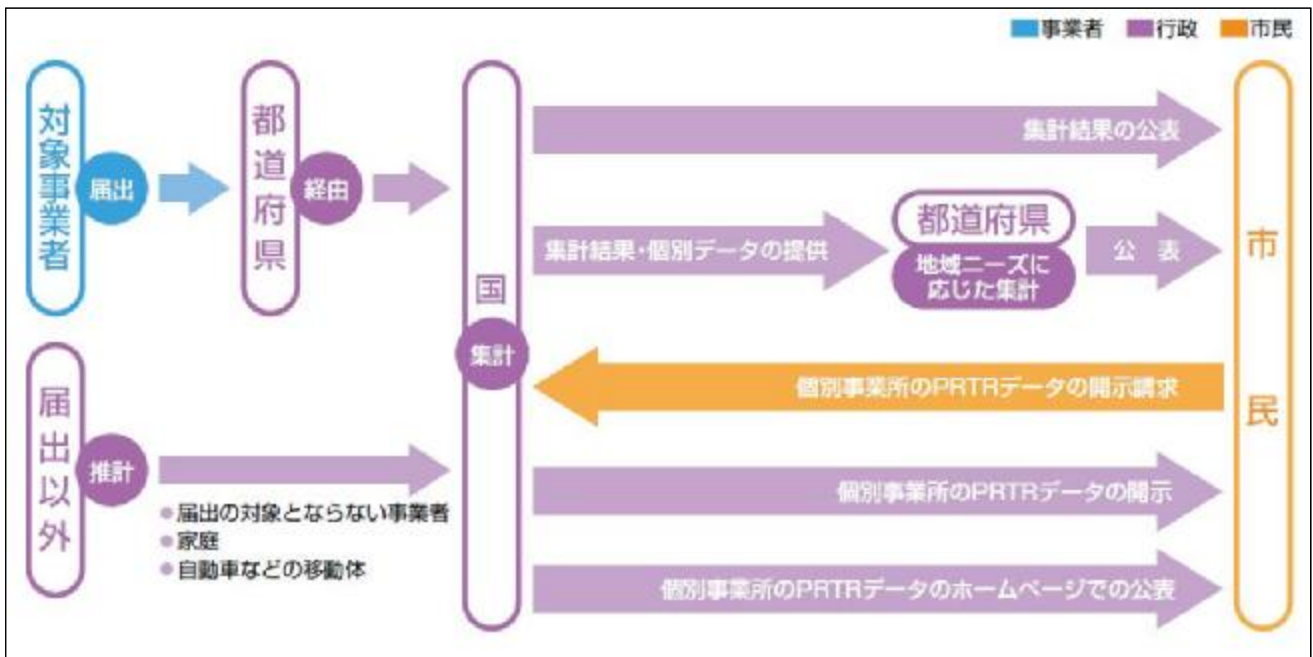 事業者 行政 市民
対象事業者
届出
都道府県
経由
国
集計
集計結果の公表
集計結果・個別データの提供
都道府県
地域ニーズに
応じた集計
公表
市民
個別事業所のPRTRデータの開示請求
届出以外
推計
届出の対象とならない事業者
家庭
自動車などの移動体
個別事業所のPRTRデータの開示
個別事業所のPRTRデータのホームページでの公表